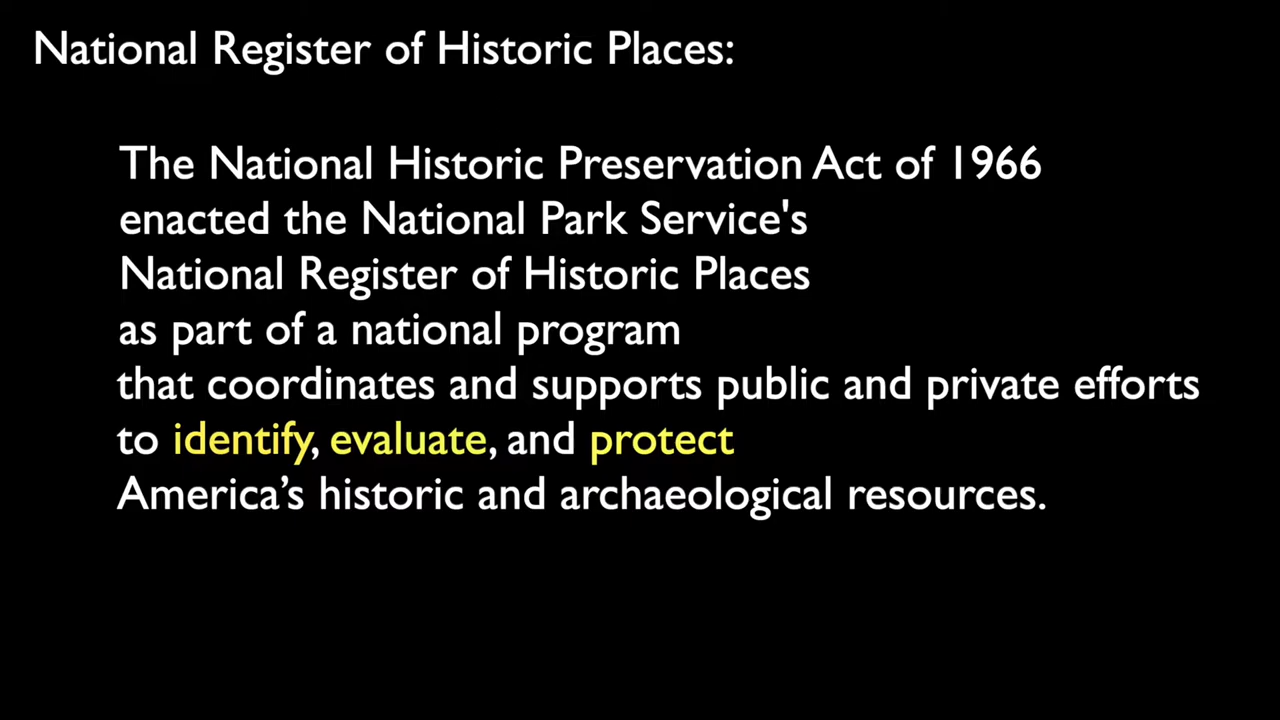 National Register of Historic Places:
The National Historic Preservation Act of 1966
enacted the National Park Service's
National Register of Historic Places
as part of a national program
that coordinates and supports public and private efforts
to identify, evaluate, and protect
America’s historic and archaeological resources.